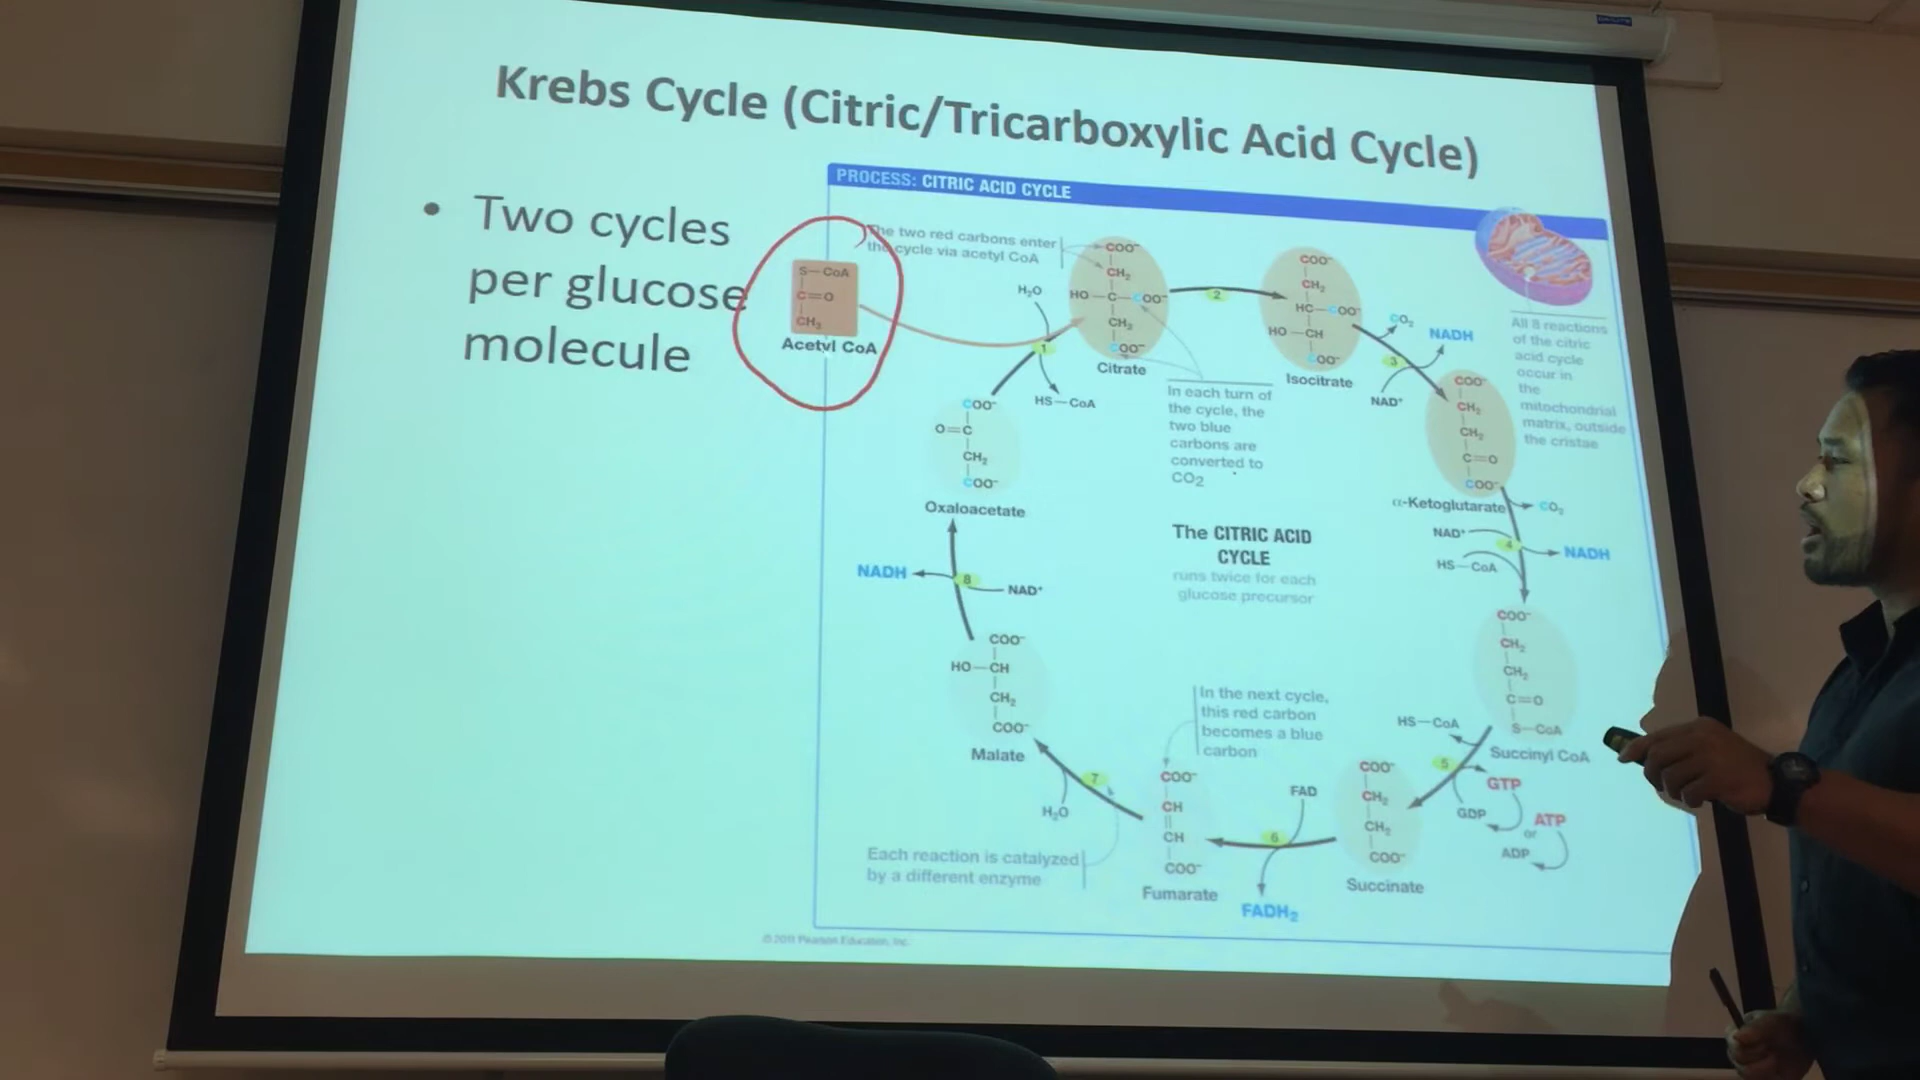 Krebs Cycle (Citric/Tricarboxylic Acid Cycle)
• Two cycles
per glucose
molecule
PROCESS: CITRIC ACID CYCLE
The two red carbons enter
the cycle via acetyl CoA
S—CoA
C=O
CH₃
Acetyl CoA
H₂O
1
HS—CoA
COO⁻
CH₂
HO—C—COO⁻
CH₂
COO⁻
Citrate
2
COO⁻
CH₂
HC—COO⁻
HO—CH
COO⁻
Isocitrate
CO₂
NADH
3
NAD⁺
All 8 reactions
of the citric
acid cycle
occur in
the
mitochondrial
matrix, outside
the cristae
In each turn of
the cycle, the
two blue
carbons are
converted to
CO2
COO⁻
CH₂
CH₂
C=O
COO⁻
α-Ketoglutarate
CO₂
NAD⁺
4
NADH
HS—CoA
COO⁻
O=C
CH₂
COO⁻
Oxaloacetate
The CITRIC ACID
CYCLE
runs twice for each
glucose precursor
NADH
8
NAD⁺
COO⁻
HO—CH
CH₂
COO⁻
Malate
COO⁻
CH₂
CH₂
C=O
S—CoA
Succinyl CoA
HS—CoA
5
GTP
GDP
ATP
or
ADP
In the next cycle,
this red carbon
becomes a blue
carbon
7
H₂O
COO⁻
CH
CH
COO⁻
Fumarate
FAD
6
FADH₂
COO⁻
CH₂
CH₂
COO⁻
Succinate
Each reaction is catalyzed
by a different enzyme
© 2011 Pearson Education, Inc.